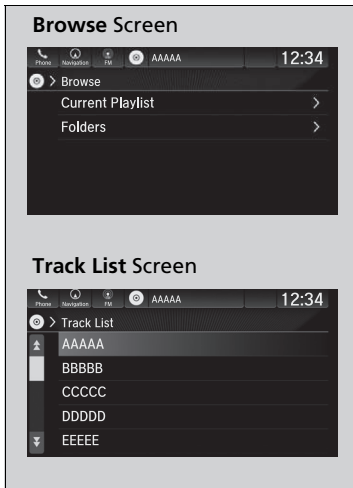 Browse Screen
Phone Navigation FM AAAAA 12:34
> Browse
Current Playlist >
Folders >
Track List Screen
Phone Navigation FM AAAAA 12:34
> Track List
AAAAA
BBBBB
CCCCC
DDDDD
EEEEE